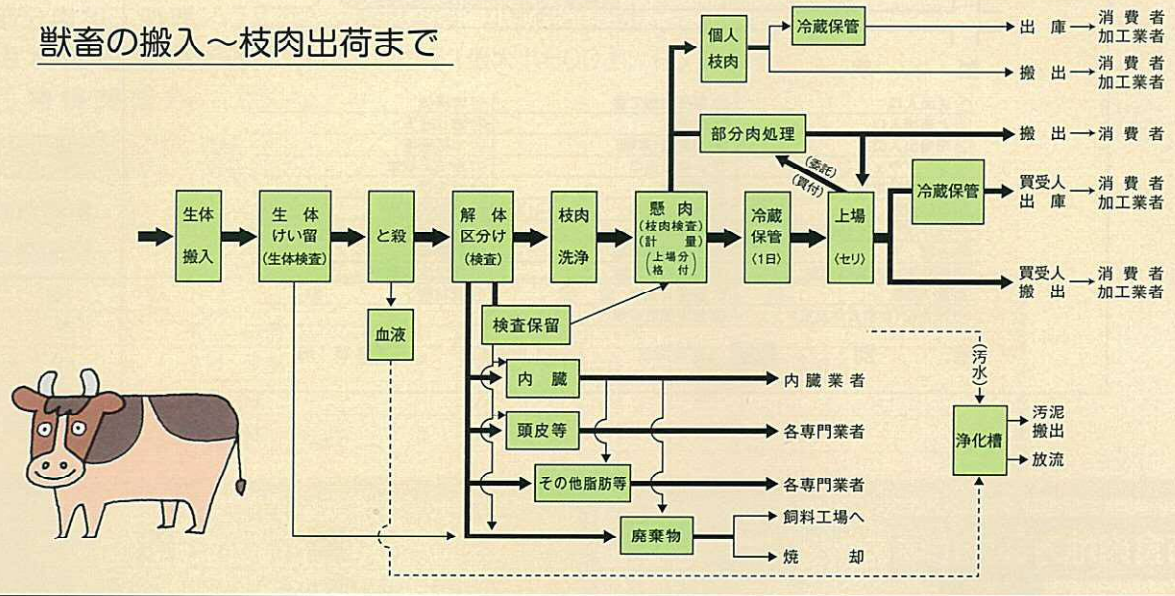 獣畜の搬入~枝肉出荷まで
個人
枝肉
冷蔵保管
出庫
消費者
加工業者
搬出
消費者
加工業者
部分肉処理
搬出
消費者
(委託)
(買付)
冷蔵保管
買受人
出庫
消費者
加工業者
生体
搬入
生体
けい留
(生体検査)
と殺
解体
区分け
(検査)
枝肉
洗浄
懸肉
(枝肉検査)
(計量)
(上場分
格付)
冷蔵
保管
〈1日〉
上場
〈セリ〉
買受人
搬出
消費者
加工業者
検査保留
血液
内臓
内臓業者
(汚水)
頭皮等
各専門業者
浄化槽
汚泥
搬出
放流
その他脂肪等
各専門業者
廃棄物
飼料工場へ
焼却